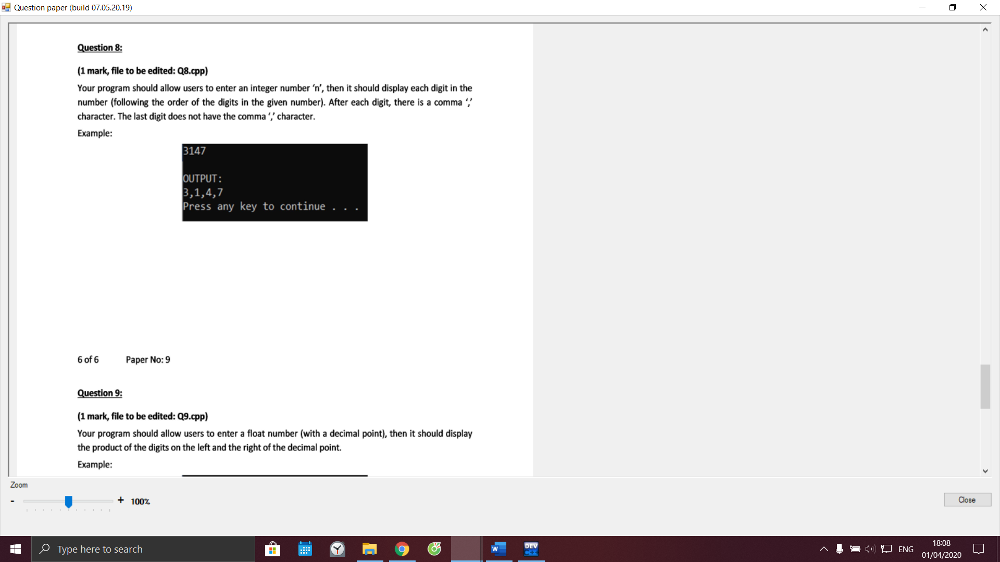 Question paper (build 07.05.20.19)
Question 8:
(1 mark, file to be edited: Q8.cpp)
Your program should allow users to enter an integer number ‘n’, then it should display each digit in the
number (following the order of the digits in the given number). After each digit, there is a comma ‘,’
character. The last digit does not have the comma ‘,’ character.
Example:
3147
OUTPUT:
3,1,4,7
Press any key to continue . . .
6 of 6 Paper No: 9
Question 9:
(1 mark, file to be edited: Q9.cpp)
Your program should allow users to enter a float number (with a decimal point), then it should display
the product of the digits on the left and the right of the decimal point.
Example:
Zoom
- + 100%
Close
Type here to search
W
DEV
C++
ENG
18:08
01/04/2020